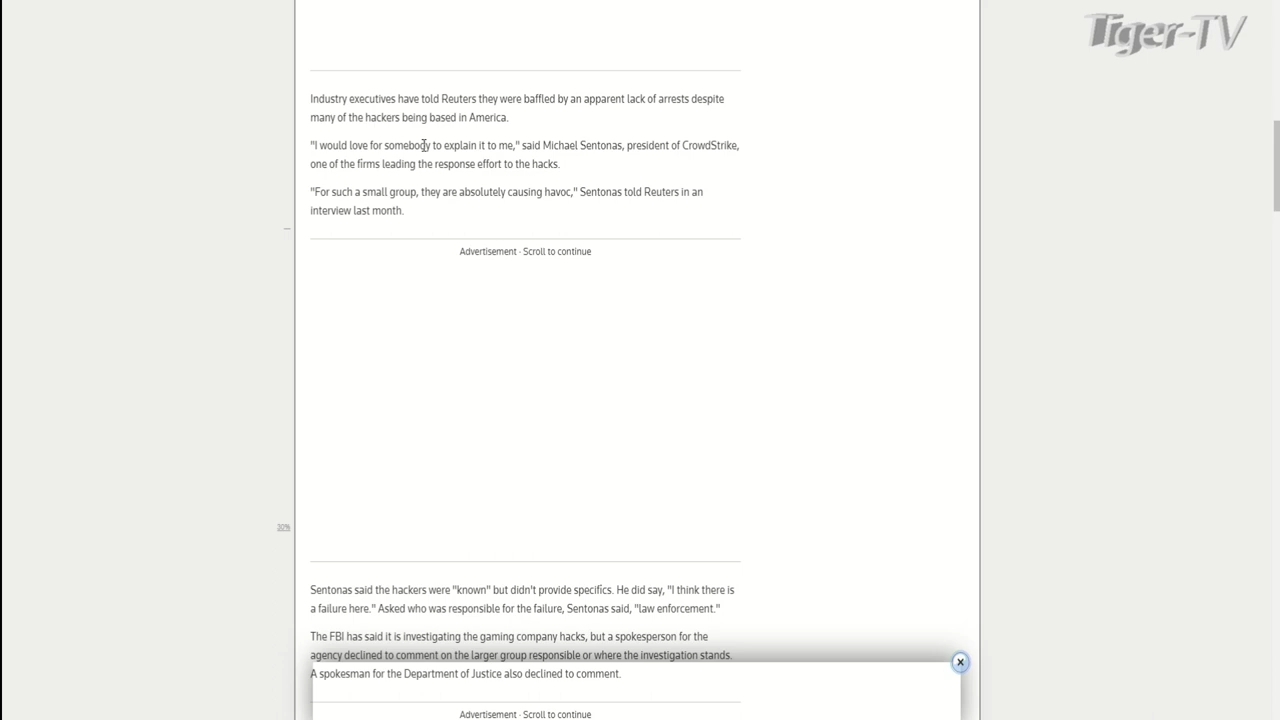 Tiger-TV
Industry executives have told Reuters they were baffled by an apparent lack of arrests despite
many of the hackers being based in America.
"I would love for somebody to explain it to me," said Michael Sentonas, president of CrowdStrike,
one of the firms leading the response effort to the hacks.
"For such a small group, they are absolutely causing havoc," Sentonas told Reuters in an
interview last month.
Advertisement · Scroll to continue
20%
Sentonas said the hackers were "known" but didn't provide specifics. He did say, "I think there is
a failure here." Asked who was responsible for the failure, Sentonas said, "law enforcement."
The FBI has said it is investigating the gaming company hacks, but a spokesperson for the
agency declined to comment on the larger group responsible or where the investigation stands.
A spokesman for the Department of Justice also declined to comment.
Advertisement · Scroll to continue